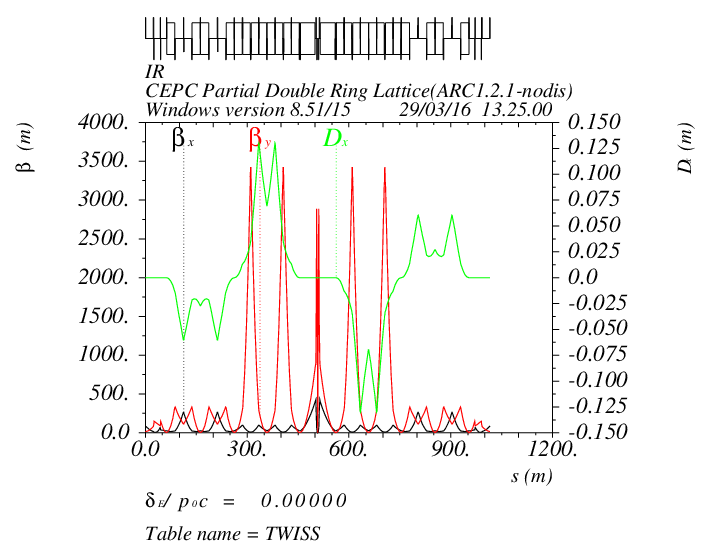 IR
CEPC Partial Double Ring Lattice(ARC1.2.1-nodis)
Windows version 8.51/15 29/03/16 13.25.00
β (m)
4000.
3500.
3000.
2500.
2000.
1500.
1000.
500.
0.0
βx βy Dx
0.150
0.125
0.100
0.075
0.050
0.025
0.0
-0.025
-0.050
-0.075
-0.100
-0.125
-0.150
Dx (m)
0.0 300. 600. 900. 1200.
s (m)
δE/p0c = 0.00000
Table name = TWISS